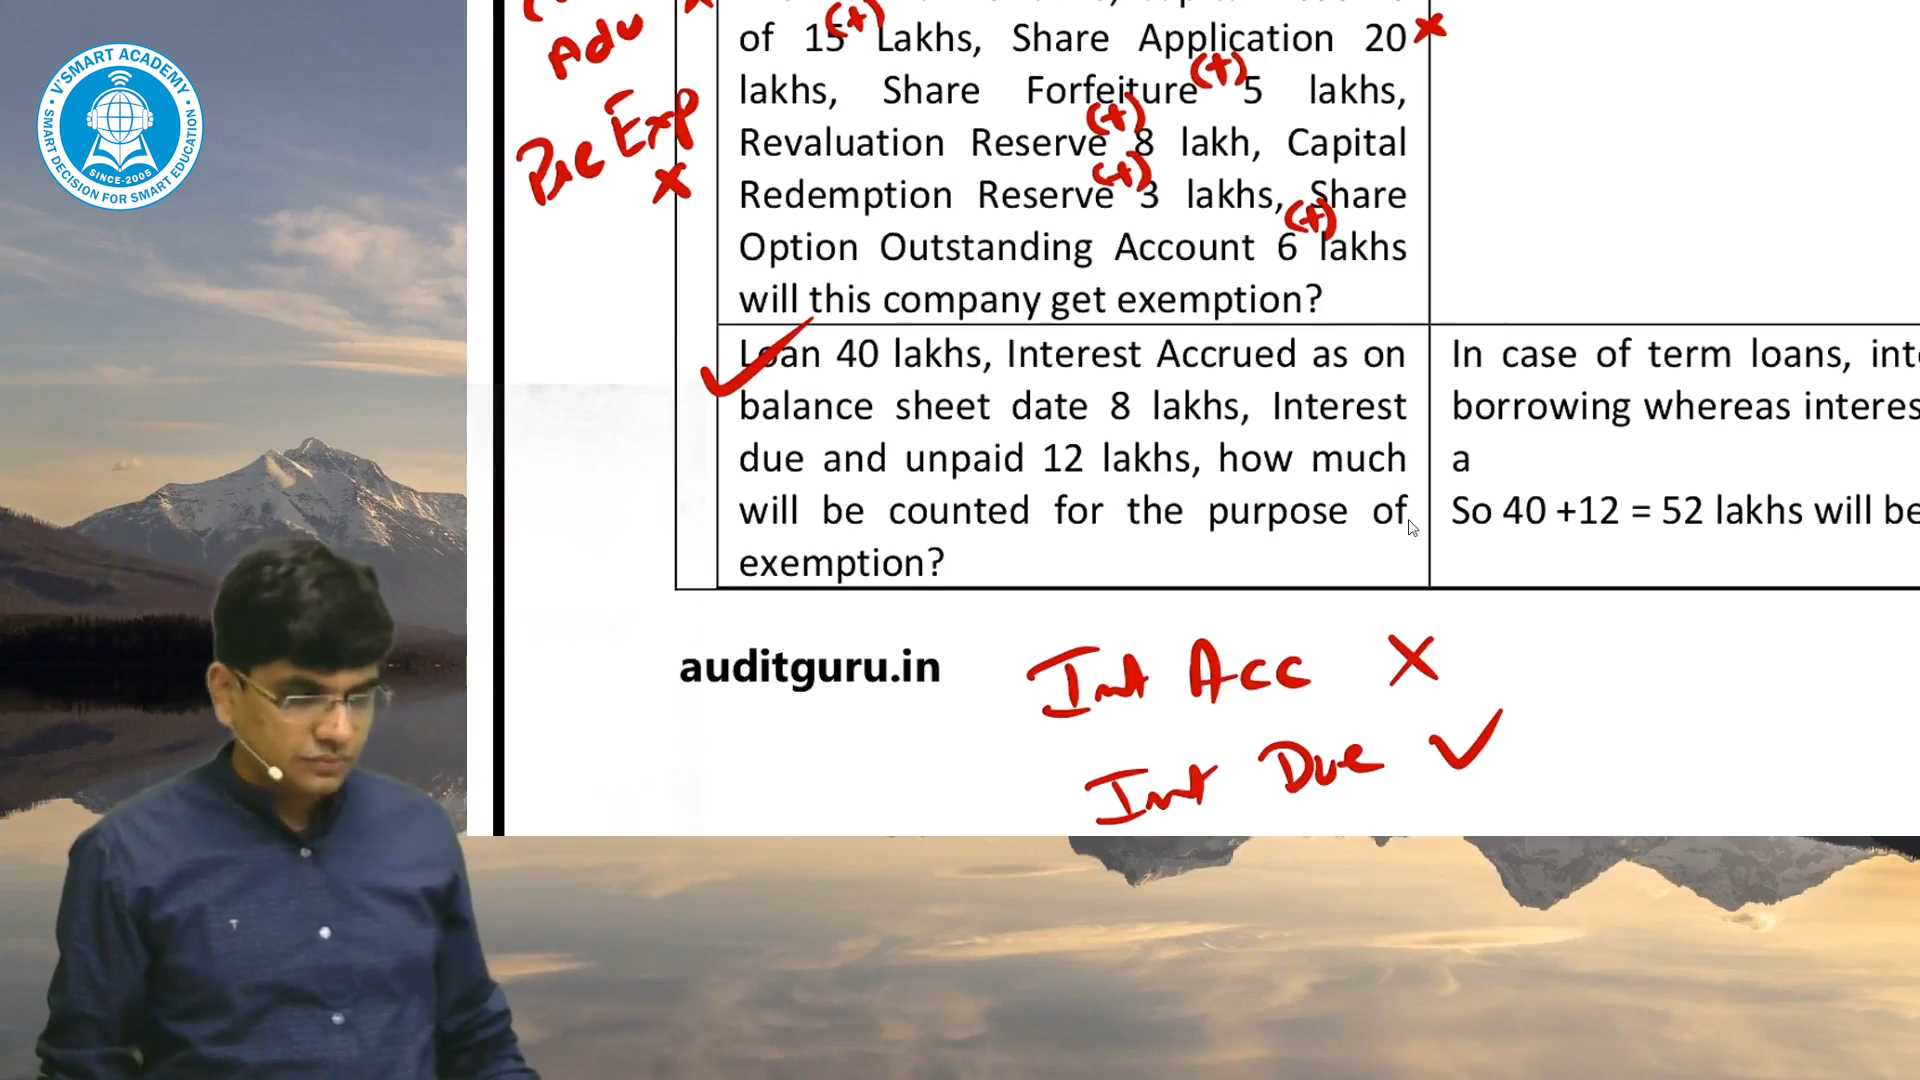 V'SMART ACADEMY
SINCE-2005
SMART DECISION FOR SMART EDUCATION
Adv
Pre Exp
x
of 15 Lakhs, Share Application 20 x
(+)
lakhs, Share Forfeiture 5 lakhs,
(+)
Revaluation Reserve 8 lakh, Capital
(+)
Redemption Reserve 3 lakhs, Share
(+)
Option Outstanding Account 6 lakhs
(+)
will this company get exemption?
Loan 40 lakhs, Interest Accrued as on
balance sheet date 8 lakhs, Interest
due and unpaid 12 lakhs, how much
will be counted for the purpose of
exemption?
In case of term loans,
borrowing whereas
a
So 40 +12 = 52 lakhs will be
auditguru.in
Int Acc x
Int Due ✓